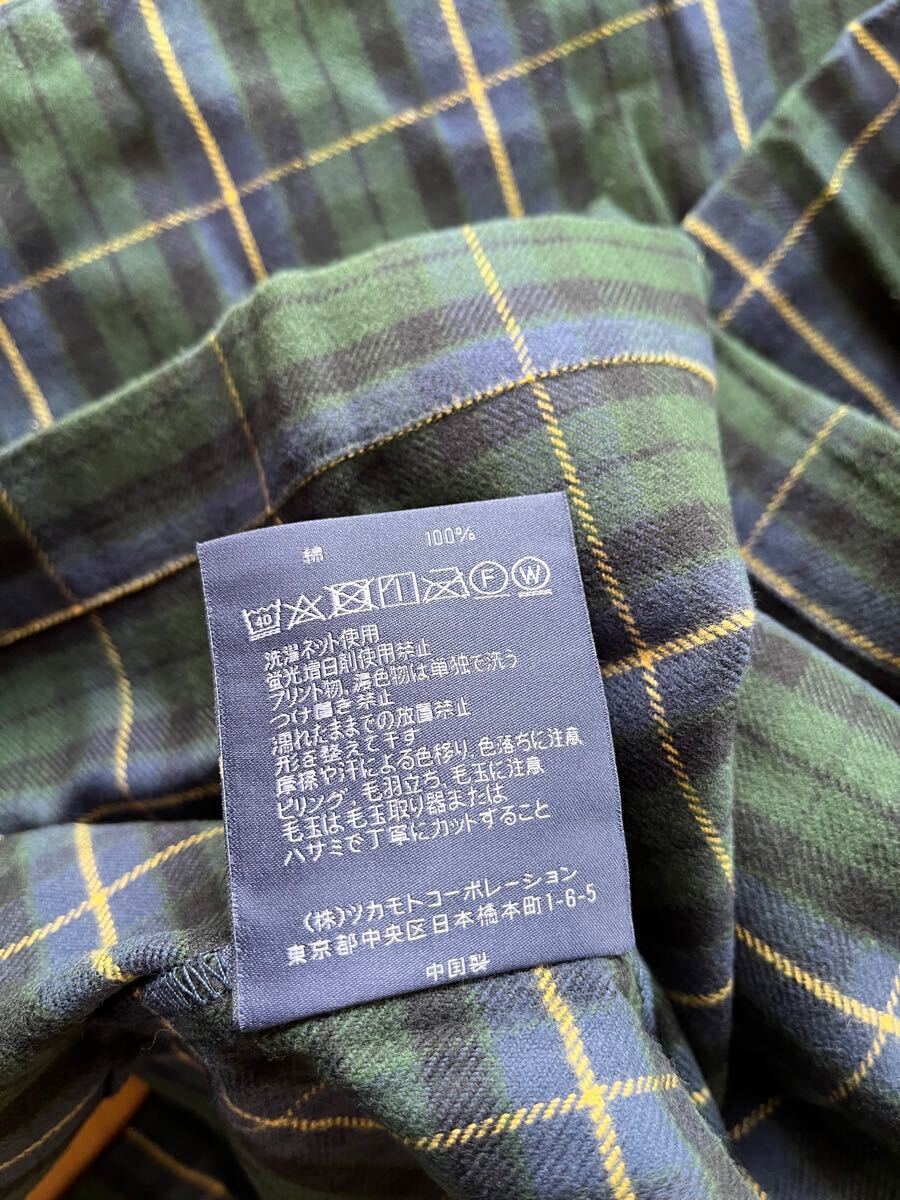 綿 100%
40 F W
洗濯ネット使用
蛍光増白剤使用禁止
プリント物、濃色物は単独で洗う
つけ置き禁止
濡れたままでの放置禁止
形を整えて干す
摩擦や汗による色移り、色落ちに注意
ピリング、毛羽立ち、毛玉に注意
毛玉は毛玉取り器または
ハサミで丁寧にカットすること
(株)ツカモトコーポレーション
東京都中央区日本橋本町1-6-5
中国製